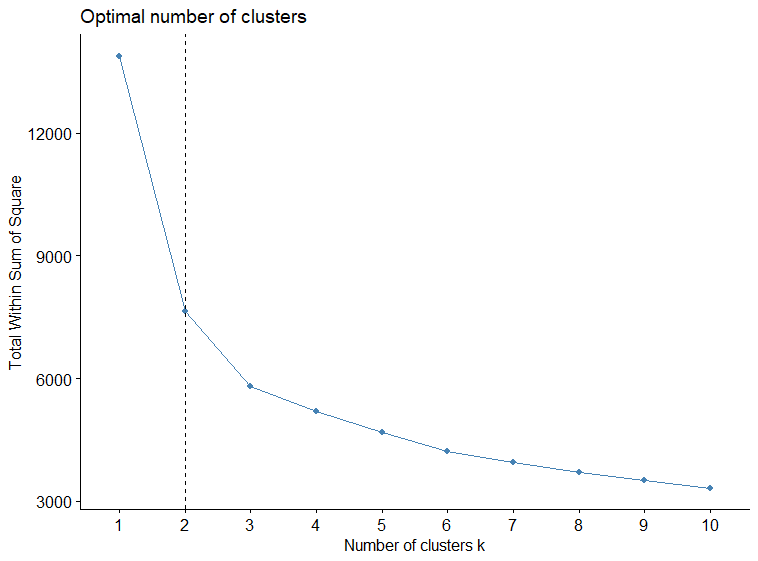 Optimal number of clusters
Total Within Sum of Square
12000
9000
6000
3000
1 2 3 4 5 6 7 8 9 10
Number of clusters k